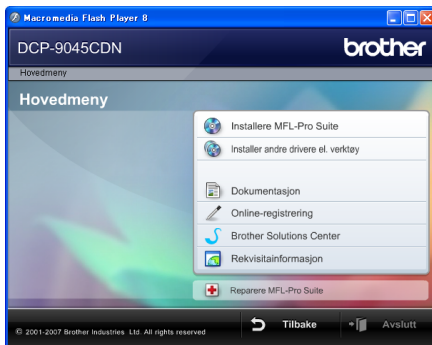 Macromedia Flash Player 8
DCP-9045CDN
brother
Hovedmeny
Hovedmeny
Installere MFL-Pro Suite
Installer andre drivere el. verktøy
Dokumentasjon
Online-registrering
Brother Solutions Center
Rekvisitainformasjon
Reparere MFL-Pro Suite
© 2001-2007 Brother Industries Ltd. All rights reserved
Tilbake
Avslutt